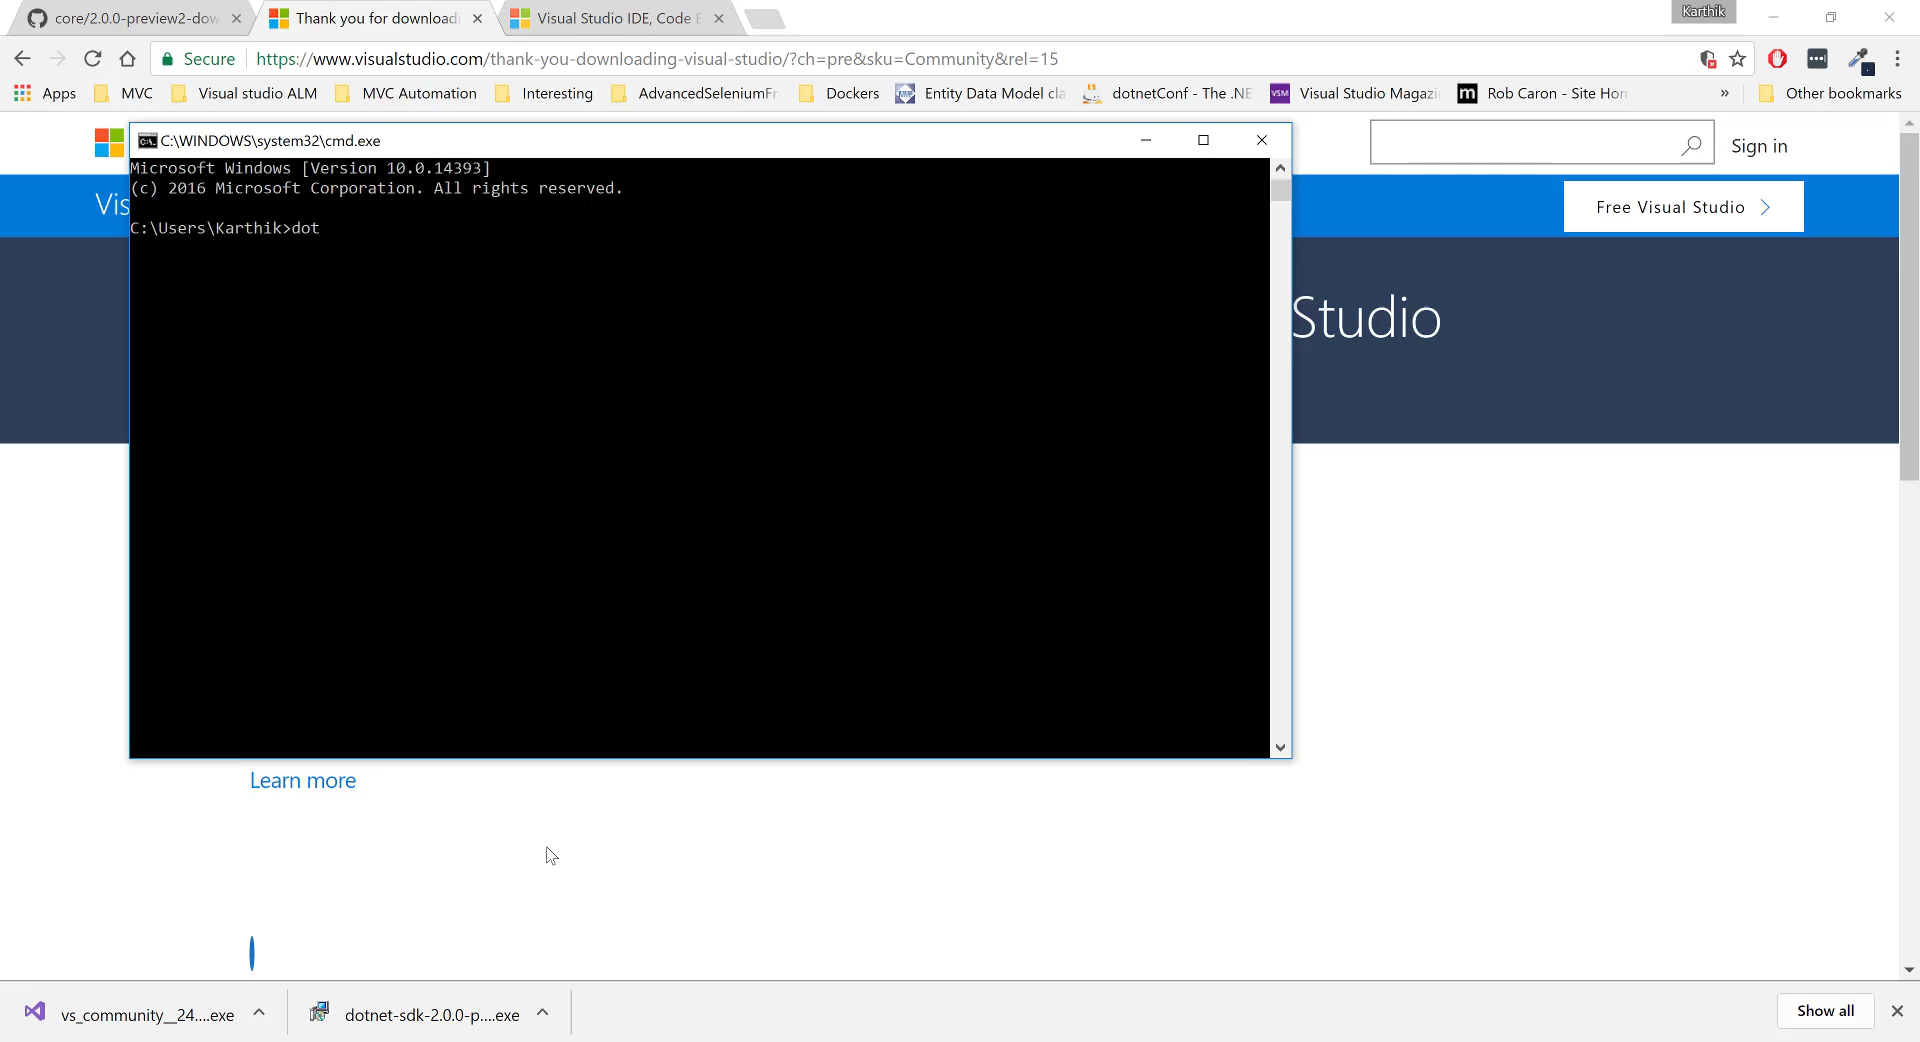 core/2.0.0-preview2-dow
Thank you for download
Visual Studio IDE, Code E
Karthik
Secure
https://www.visualstudio.com/thank-you-downloading-visual-studio/?ch=pre&sku=Community&rel=15
Apps
MVC
Visual studio ALM
MVC Automation
Interesting
AdvancedSeleniumFr
Dockers
Entity Data Model cla
dotnetConf - The .NE
VSM
Visual Studio Magazi
m
Rob Caron - Site Hom
»
Other bookmarks
C:\WINDOWS\system32\cmd.exe
Sign in
Microsoft Windows [Version 10.0.14393]
(c) 2016 Microsoft Corporation. All rights reserved.
Vis
Free Visual Studio
C:\Users\Karthik>dot
Studio
Learn more
vs_community__24....exe
dotnet-sdk-2.0.0-p....exe
Show all